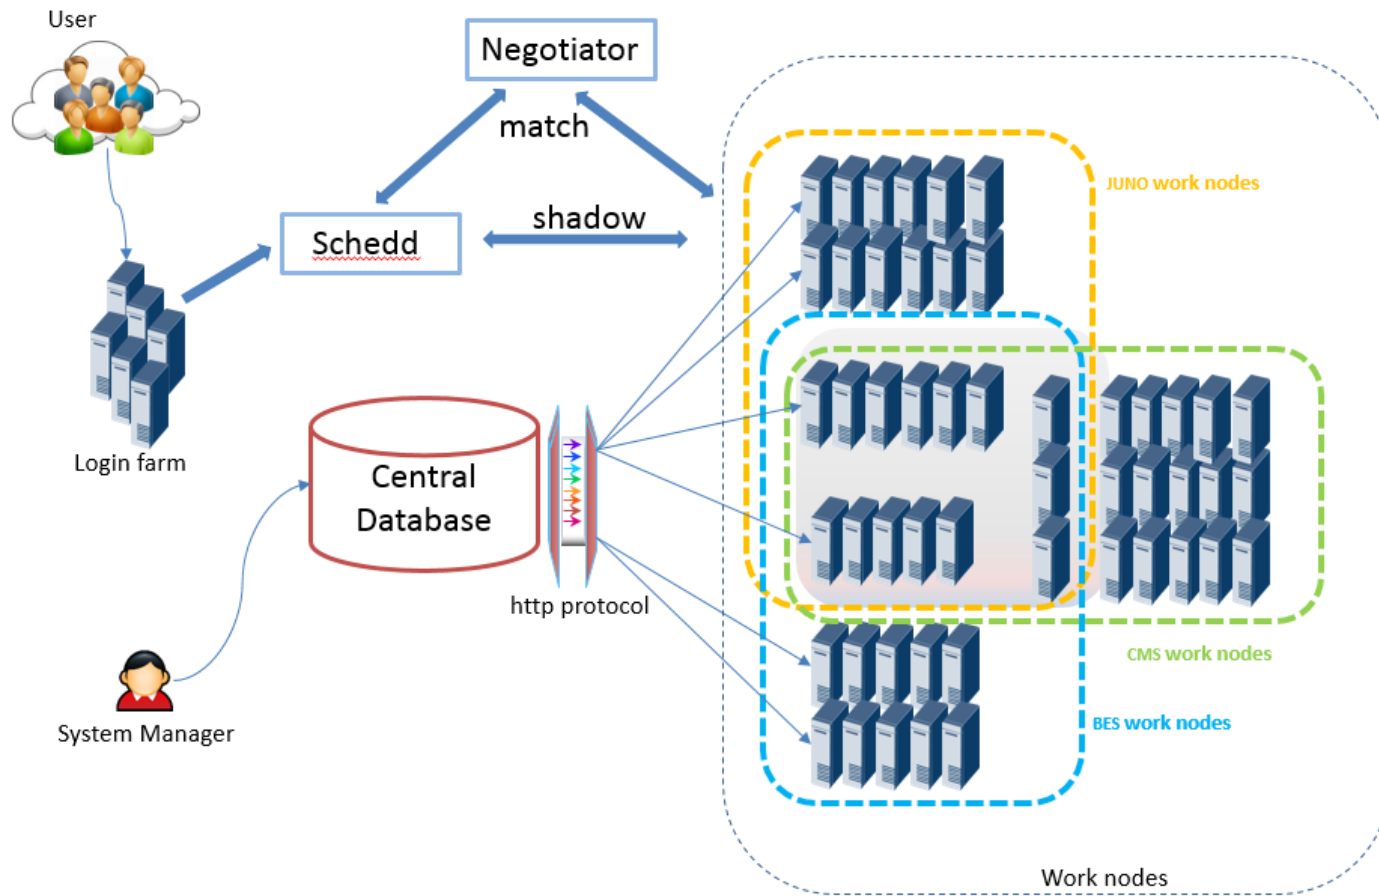 User
Negotiator
match
JUNO work nodes
shadow
Schedd
Login farm
Central
Database
http protocol
CMS work nodes
BES work nodes
System Manager
Work nodes